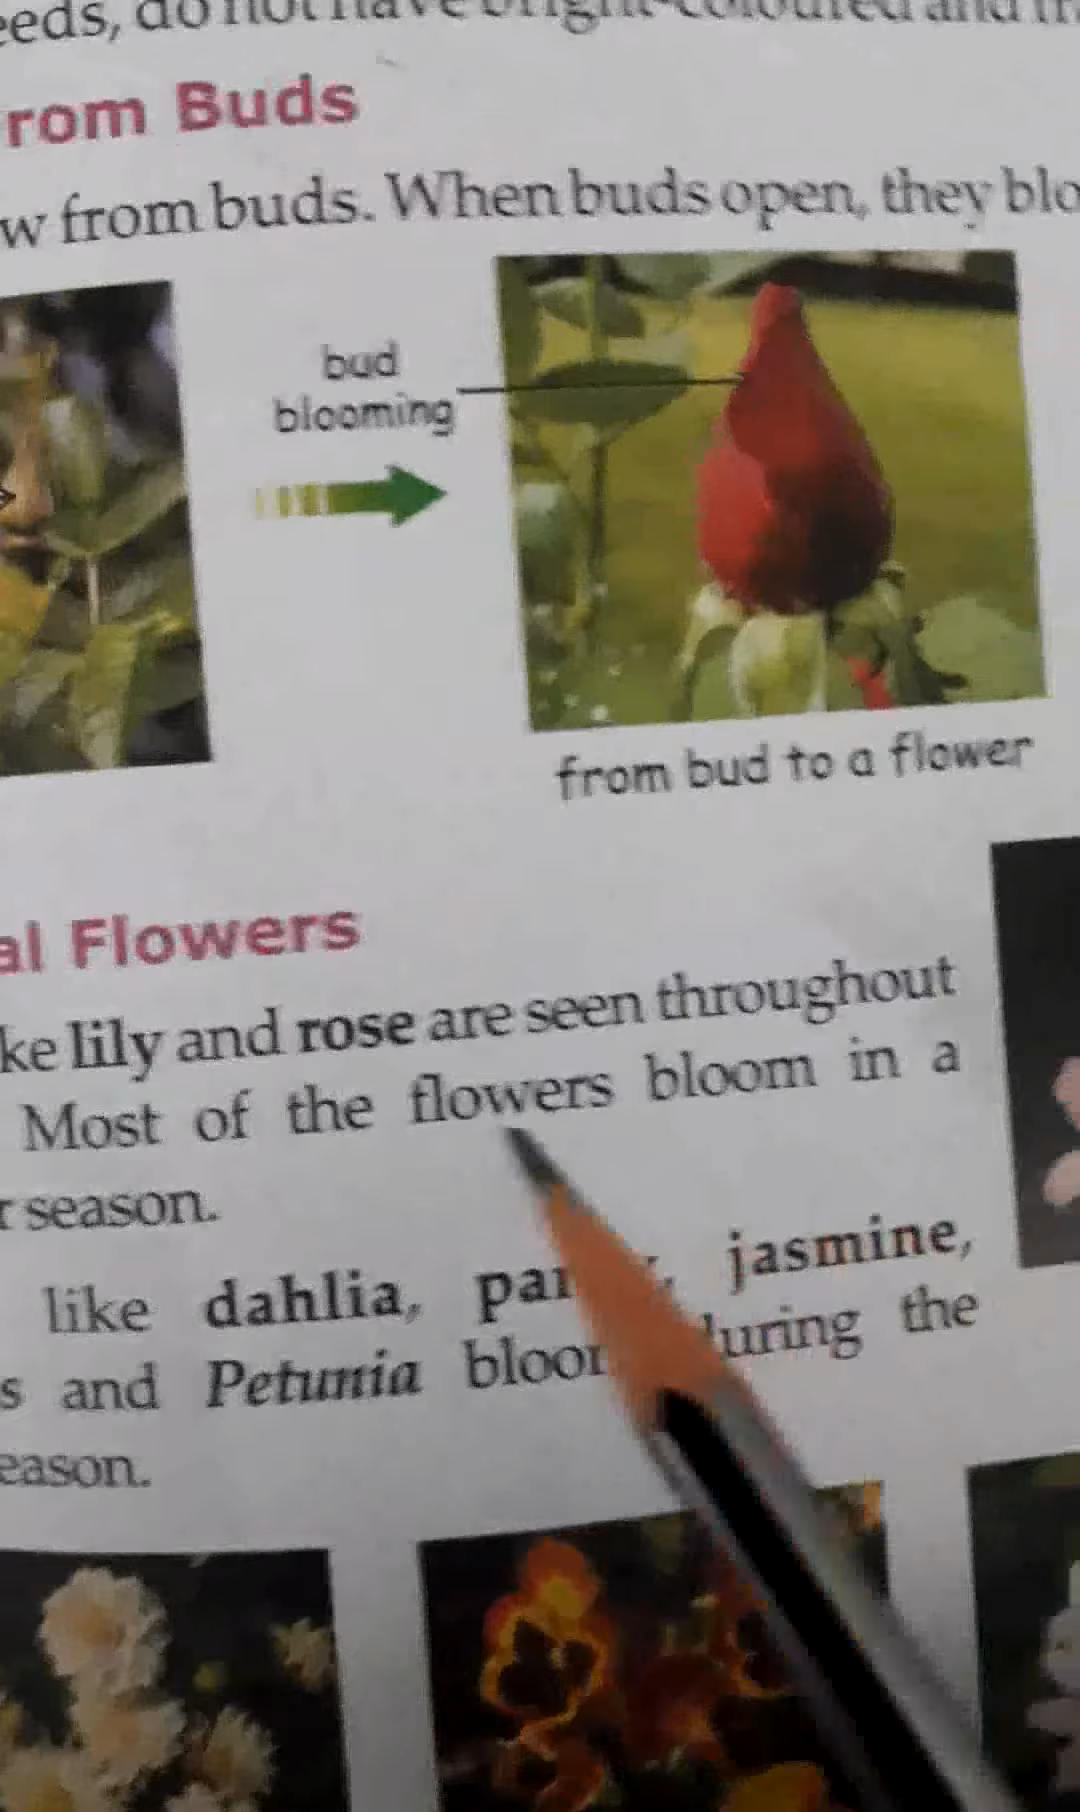 eeds, do not have bright-coloured and
rom Buds
w from buds. When buds open, they blo
bud
blooming
from bud to a flower
al Flowers
ke lily and rose are seen throughout
Most of the flowers bloom in a
r season.
like dahlia, pan jasmine,
s and Petunia bloom during the
eason.